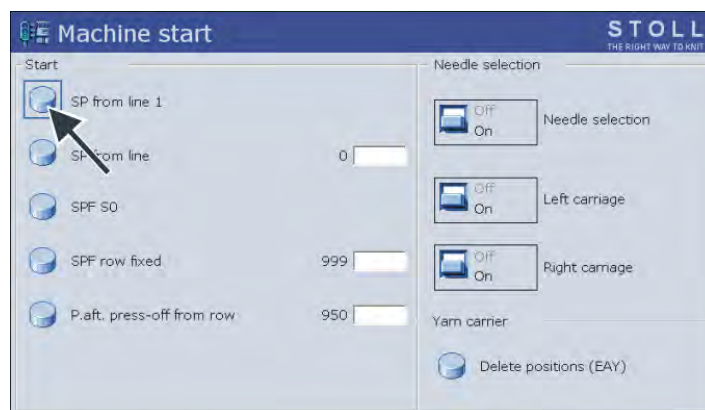 Machine start
STOLL
THE RIGHT WAY TO KNIT
Start
SP from line 1
SP from line 0
SPF S0
SPF row fixed 999
P.aft. press-off from row 950
Needle selection
Off
On
Needle selection
Off
On
Left carriage
Off
On
Right carriage
Yarn carrier
Delete positions (EAY)